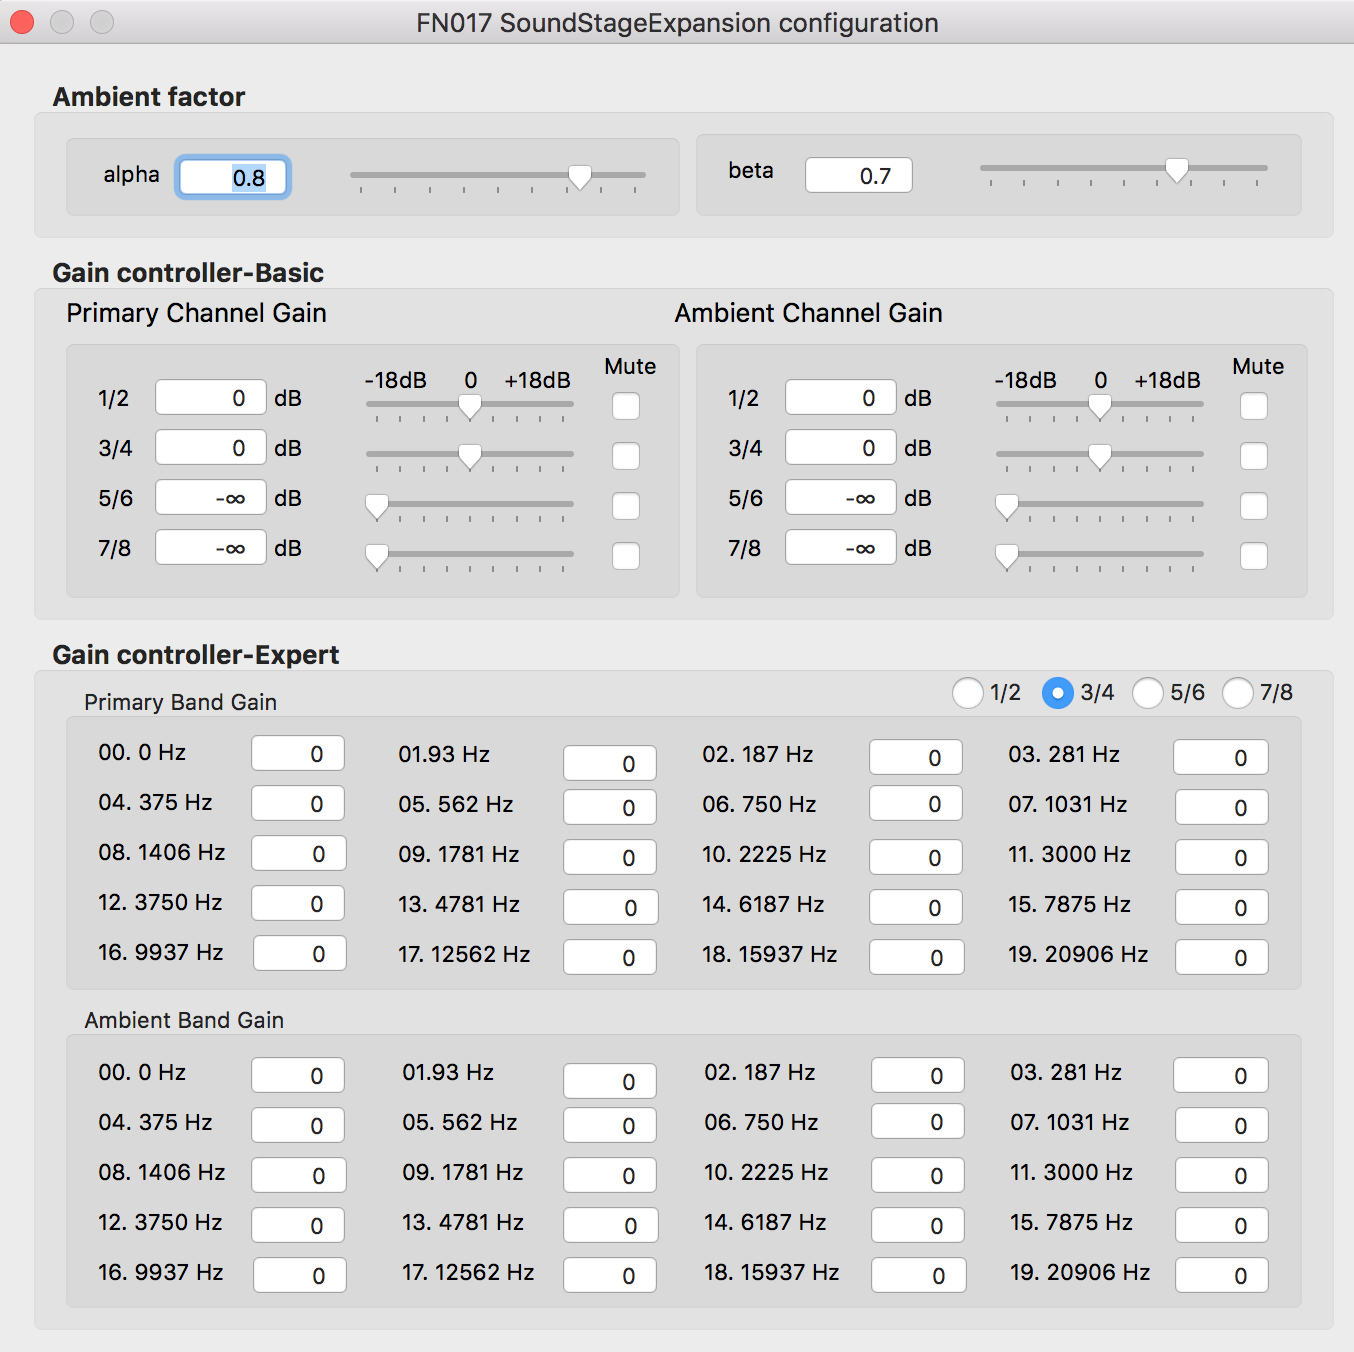 FN017 SoundStageExpansion configuration
Ambient factor
alpha 0.8 beta 0.7
Gain controller-Basic
Primary Channel Gain Ambient Channel Gain
-18dB 0 +18dB Mute -18dB 0 +18dB Mute
1/2 0 dB 1/2 0 dB
3/4 0 dB 3/4 0 dB
5/6 -∞ dB 5/6 -∞ dB
7/8 -∞ dB 7/8 -∞ dB
Gain controller-Expert
Primary Band Gain 1/2 3/4 5/6 7/8
00. 0 Hz 0 01.93 Hz 0 02. 187 Hz 0 03. 281 Hz 0
04. 375 Hz 0 05. 562 Hz 0 06. 750 Hz 0 07. 1031 Hz 0
08. 1406 Hz 0 09. 1781 Hz 0 10. 2225 Hz 0 11. 3000 Hz 0
12. 3750 Hz 0 13. 4781 Hz 0 14. 6187 Hz 0 15. 7875 Hz 0
16. 9937 Hz 0 17. 12562 Hz 0 18. 15937 Hz 0 19. 20906 Hz 0
Ambient Band Gain
00. 0 Hz 0 01.93 Hz 0 02. 187 Hz 0 03. 281 Hz 0
04. 375 Hz 0 05. 562 Hz 0 06. 750 Hz 0 07. 1031 Hz 0
08. 1406 Hz 0 09. 1781 Hz 0 10. 2225 Hz 0 11. 3000 Hz 0
12. 3750 Hz 0 13. 4781 Hz 0 14. 6187 Hz 0 15. 7875 Hz 0
16. 9937 Hz 0 17. 12562 Hz 0 18. 15937 Hz 0 19. 20906 Hz 0